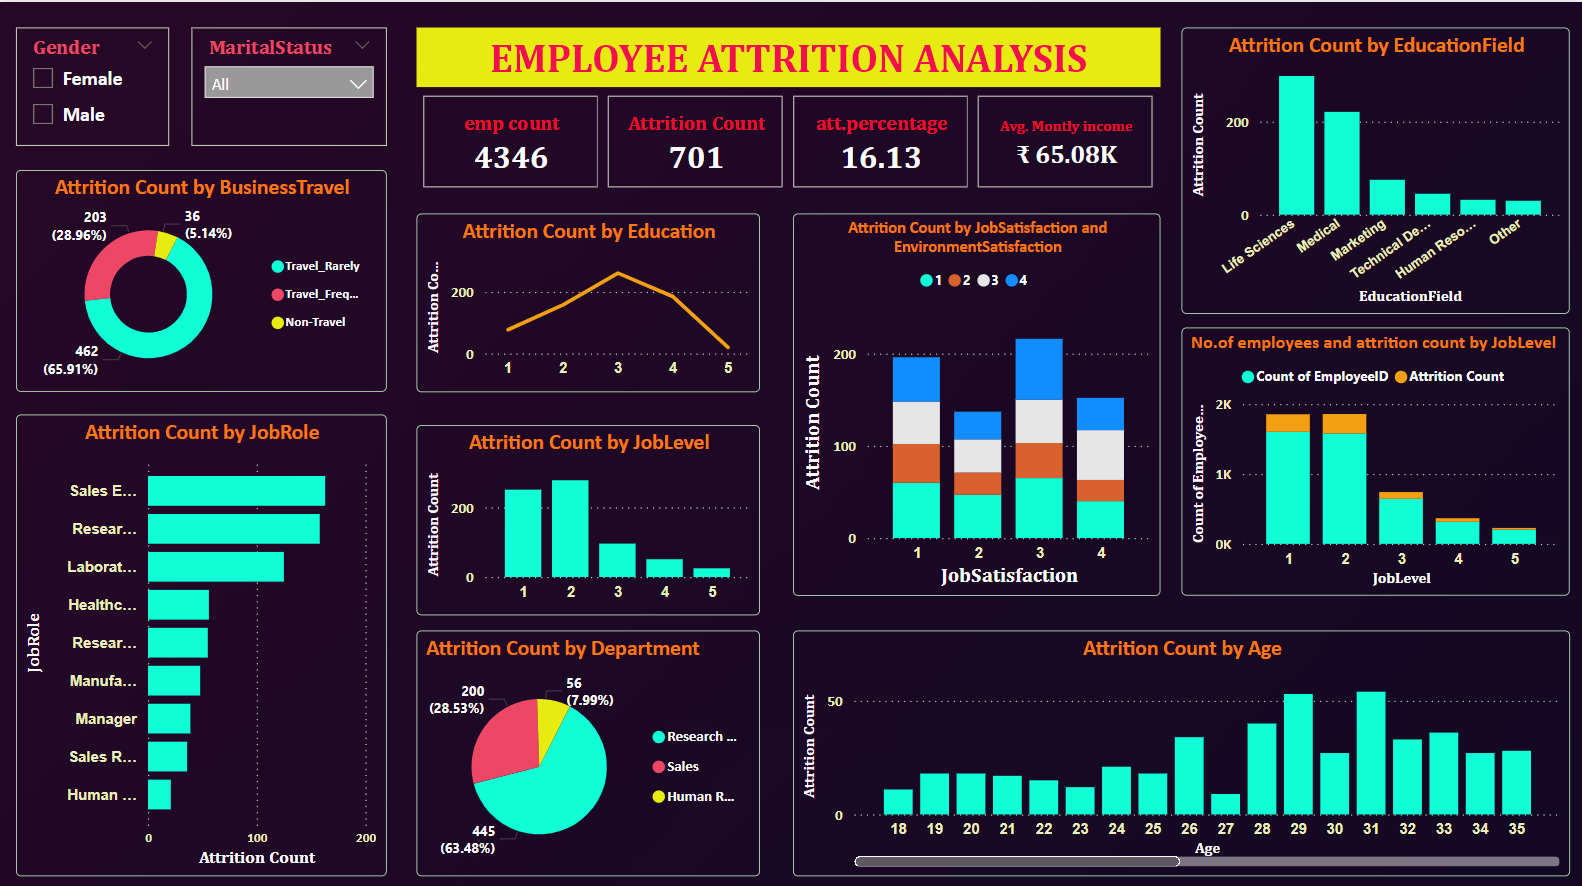 Gender
Female
Male
MaritalStatus
All
EMPLOYEE ATTRITION ANALYSIS
emp count
4346
Attrition Count
701
att.percentage
16.13
Avg. Montly income
₹ 65.08K
Attrition Count by EducationField
Attrition Count
200
0
Life Sciences
Medical
Marketing
Technical De...
Human Reso...
Other
EducationField
Attrition Count by BusinessTravel
203
(28.96%)
36
(5.14%)
462
(65.91%)
Travel_Rarely
Travel_Freq...
Non-Travel
Attrition Count by Education
Attrition Co...
200
0
1 2 3 4 5
Attrition Count by JobSatisfaction and
EnvironmentSatisfaction
1 2 3 4
Attrition Count
200
100
0
1 2 3 4
JobSatisfaction
No.of employees and attrition count by JobLevel
Count of EmployeeID Attrition Count
Count of Employee...
2K
1K
0K
1 2 3 4 5
JobLevel
Attrition Count by JobRole
JobRole
Sales E...
Resear...
Laborat...
Healthc...
Resear...
Manufa...
Manager
Sales R...
Human ...
0 100 200
Attrition Count
Attrition Count by JobLevel
Attrition Count
200
0
1 2 3 4 5
Attrition Count by Department
200
(28.53%)
56
(7.99%)
445
(63.48%)
Research ...
Sales
Human R...
Attrition Count by Age
Attrition Count
50
0
18 19 20 21 22 23 24 25 26 27 28 29 30 31 32 33 34 35
Age